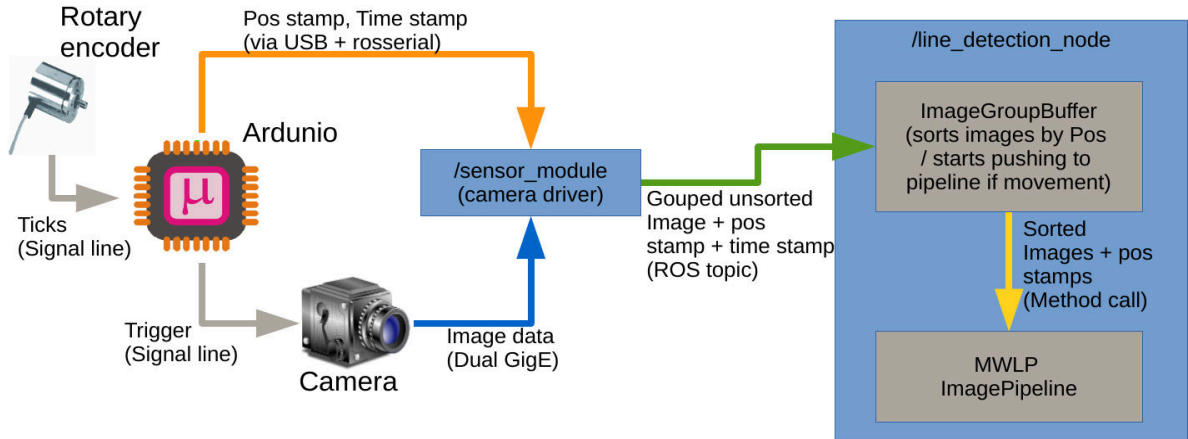 Rotary
encoder
Pos stamp, Time stamp
(via USB + rosserial)
Ardunio
μ
Ticks
(Signal line)
Trigger
(Signal line)
Camera
Image data
(Dual GigE)
/sensor_module
(camera driver)
Gouped unsorted
Image + pos
stamp + time stamp
(ROS topic)
/line_detection_node
ImageGroupBuffer
(sorts images by Pos
/ starts pushing to
pipeline if movement)
Sorted
Images + pos
stamps
(Method call)
MWLP
ImagePipeline